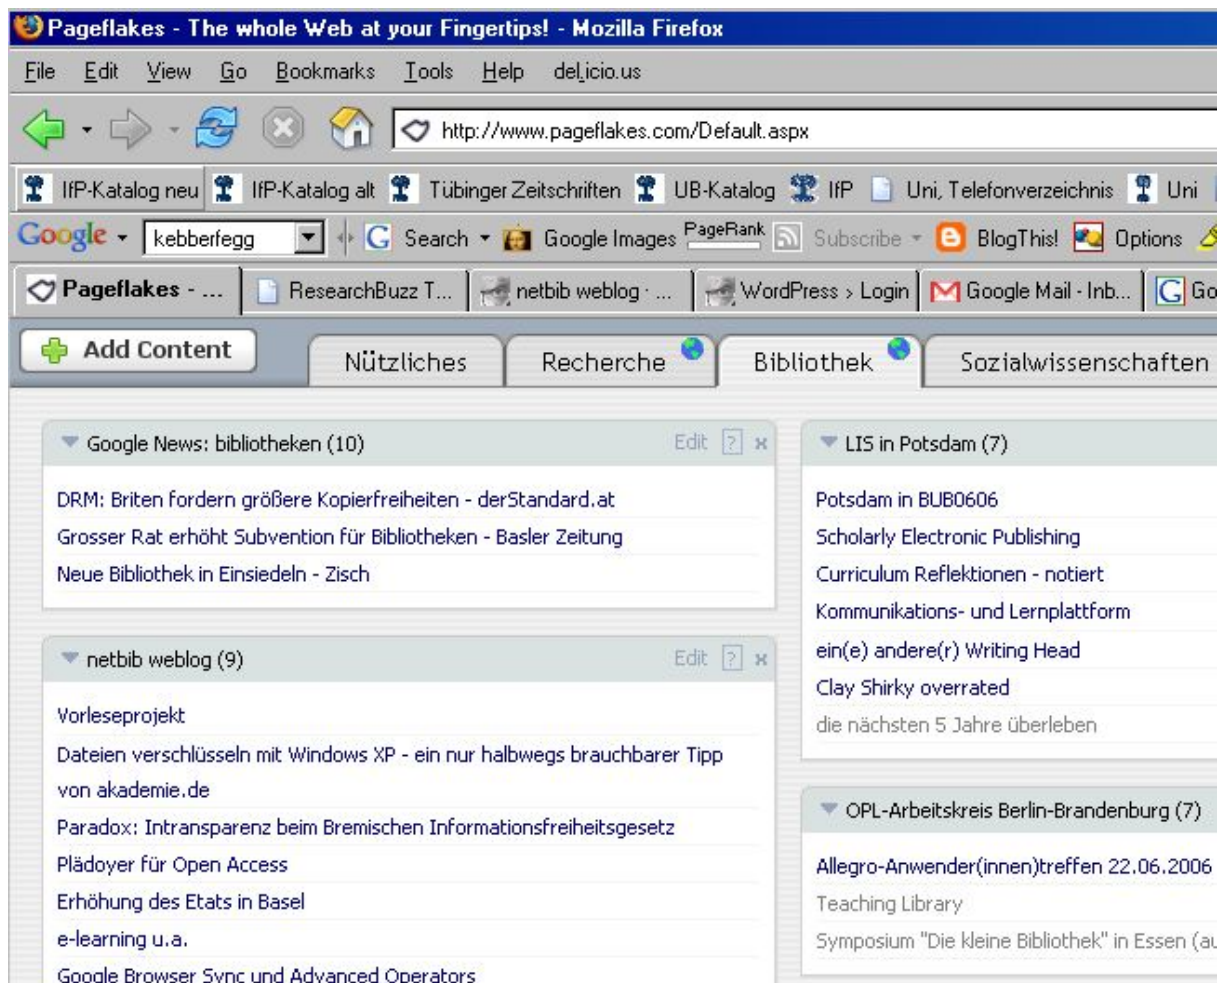 Pageflakes - The whole Web at your Fingertips! - Mozilla Firefox
File Edit View Go Bookmarks Tools Help del.icio.us
http://www.pageflakes.com/Default.aspx
IfP-Katalog neu IfP-Katalog alt Tübinger Zeitschriften UB-Katalog IfP Uni, Telefonverzeichnis Uni
Google kebberfegg Search Google Images PageRank Subscribe BlogThis! Options
Pageflakes - ... ResearchBuzz T... netbib weblog · ... WordPress › Login Google Mail - Inb... Go
Add Content Nützliches Recherche Bibliothek Sozialwissenschaften
Google News: bibliotheken (10) Edit ? x
DRM: Briten fordern größere Kopierfreiheiten - derStandard.at
Grosser Rat erhöht Subvention für Bibliotheken - Basler Zeitung
Neue Bibliothek in Einsiedeln - Zisch
netbib weblog (9) Edit ? x
Vorleseprojekt
Dateien verschlüsseln mit Windows XP - ein nur halbwegs brauchbarer Tipp
von akademie.de
Paradox: Intransparenz beim Bremischen Informationsfreiheitsgesetz
Plädoyer für Open Access
Erhöhung des Etats in Basel
e-learning u.a.
Google Browser Sync und Advanced Operators
LIS in Potsdam (7)
Potsdam in BUB0606
Scholarly Electronic Publishing
Curriculum Reflektionen - notiert
Kommunikations- und Lernplattform
ein(e) andere(r) Writing Head
Clay Shirky overrated
die nächsten 5 Jahre überleben
OPL-Arbeitskreis Berlin-Brandenburg (7)
Allegro-Anwender(innen)treffen 22.06.2006
Teaching Library
Symposium "Die kleine Bibliothek" in Essen (au